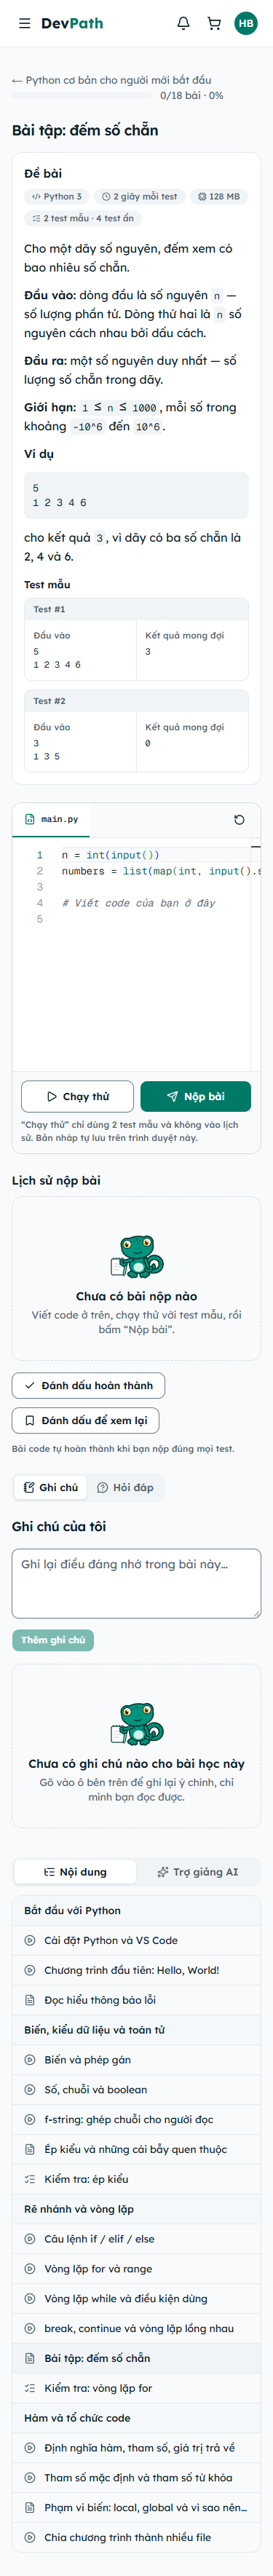 DevPath
HB
← Python cơ bản cho người mới bắt đầu
0/18 bài · 0%
Bài tập: đếm số chẵn
Đề bài
Python 3
2 giây mỗi test
128 MB
2 test mẫu · 4 test ẩn
Cho một dãy số nguyên, đếm xem có
bao nhiêu số chẵn.
Đầu vào: dòng đầu là số nguyên n —
số lượng phần tử. Dòng thứ hai là n số
nguyên cách nhau bởi dấu cách.
Đầu ra: một số nguyên duy nhất — số
lượng số chẵn trong dãy.
Giới hạn: 1 ≤ n ≤ 1000, mỗi số trong
khoảng -10^6 đến 10^6.
Ví dụ
5
1 2 3 4 6
cho kết quả 3, vì dãy có ba số chẵn là
2, 4 và 6.
Test mẫu
Test #1
Đầu vào
5
1 2 3 4 6
Kết quả mong đợi
3
Test #2
Đầu vào
3
1 3 5
Kết quả mong đợi
0
main.py
1 n = int(input())
2 numbers = list(map(int, input().s
3
4 # Viết code của bạn ở đây
5
Chạy thử
Nộp bài
“Chạy thử” chỉ dùng 2 test mẫu và không vào lịch
sử. Bản nháp tự lưu trên trình duyệt này.
Lịch sử nộp bài
Chưa có bài nộp nào
Viết code ở trên, chạy thử với test mẫu, rồi
bấm “Nộp bài”.
Đánh dấu hoàn thành
Đánh dấu để xem lại
Bài code tự hoàn thành khi bạn nộp đúng mọi test.
Ghi chú
Hỏi đáp
Ghi chú của tôi
Ghi lại điều đáng nhớ trong bài này…
Thêm ghi chú
Chưa có ghi chú nào cho bài học này
Gõ vào ô bên trên để ghi lại ý chính, chỉ
mình bạn đọc được.
Nội dung
Trợ giảng AI
Bắt đầu với Python
Cài đặt Python và VS Code
Chương trình đầu tiên: Hello, World!
Đọc hiểu thông báo lỗi
Biến, kiểu dữ liệu và toán tử
Biến và phép gán
Số, chuỗi và boolean
f-string: ghép chuỗi cho người đọc
Ép kiểu và những cái bẫy quen thuộc
Kiểm tra: ép kiểu
Rẽ nhánh và vòng lặp
Câu lệnh if / elif / else
Vòng lặp for và range
Vòng lặp while và điều kiện dừng
break, continue và vòng lặp lồng nhau
Bài tập: đếm số chẵn
Kiểm tra: vòng lặp for
Hàm và tổ chức code
Định nghĩa hàm, tham số, giá trị trả về
Tham số mặc định và tham số từ khóa
Phạm vi biến: local, global và vì sao nên…
Chia chương trình thành nhiều file